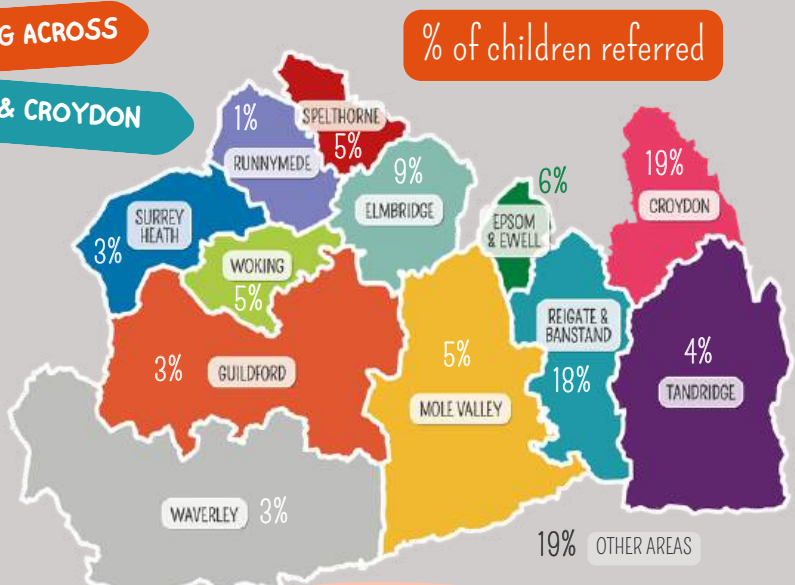 G ACROSS
& CROYDON
% of children referred
1%
RUNNYMEDE
SPELTHORNE
5%
9%
ELMBRIDGE
6%
EPSOM
& EWELL
19%
CROYDON
SURREY
HEATH
3%
WOKING
5%
3%
GUILDFORD
5%
MOLE VALLEY
REIGATE &
BANSTAND
18%
4%
TANDRIDGE
WAVERLEY 3%
19% OTHER AREAS